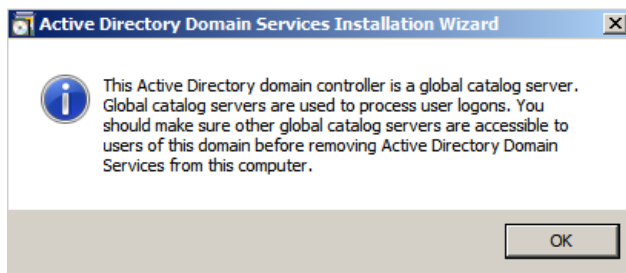 Active Directory Domain Services Installation Wizard
This Active Directory domain controller is a global catalog server.
Global catalog servers are used to process user logons. You
should make sure other global catalog servers are accessible to
users of this domain before removing Active Directory Domain
Services from this computer.
OK